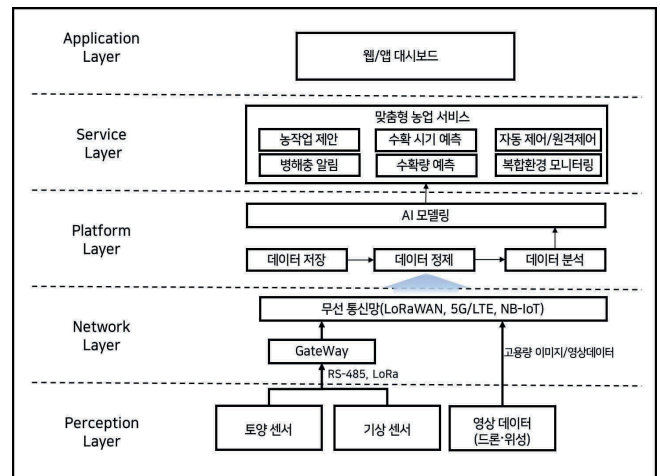 Application
Layer
웹/앱 대시보드
Service
Layer
맞춤형 농업 서비스
농작업 제안
수확 시기 예측
자동 제어/원격제어
병해충 알림
수확량 예측
복합환경 모니터링
Platform
Layer
AI 모델링
데이터 저장
데이터 정제
데이터 분석
Network
Layer
무선 통신망(LoRaWAN, 5G/LTE, NB-IoT)
GateWay
고용량 이미지/영상데이터
RS-485, LoRa
Perception
Layer
토양 센서
기상 센서
영상 데이터
(드론·위성)